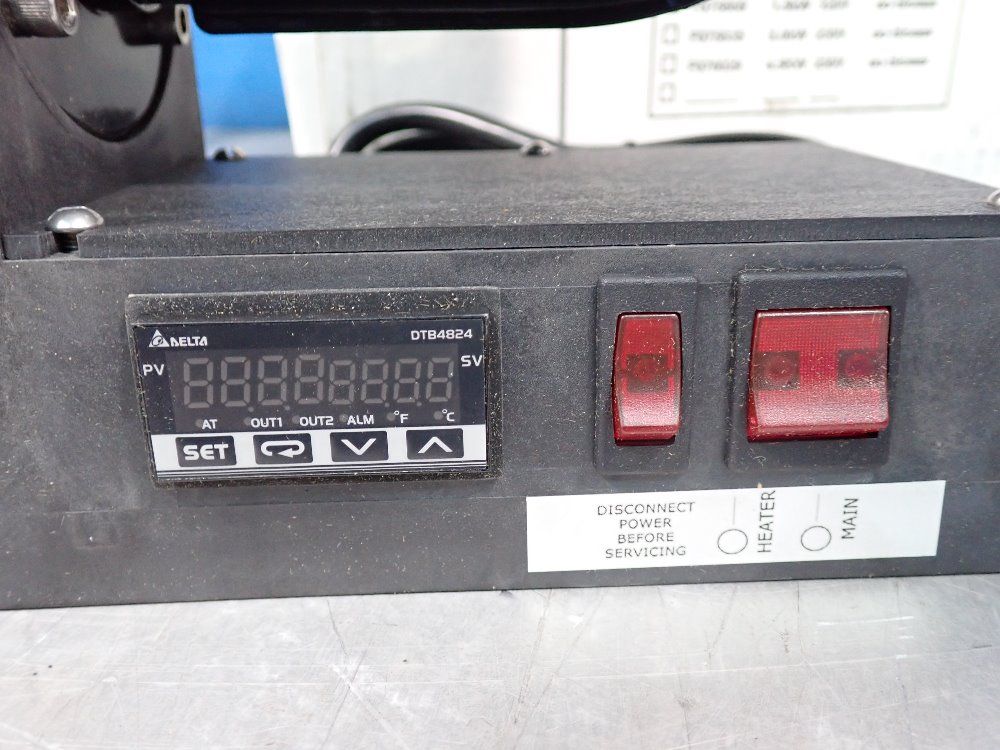 DELTA
DTB4824
PV
SV
AT OUT1 OUT2 ALM °F °C
SET
DISCONNECT
POWER
BEFORE
SERVICING
HEATER
MAIN